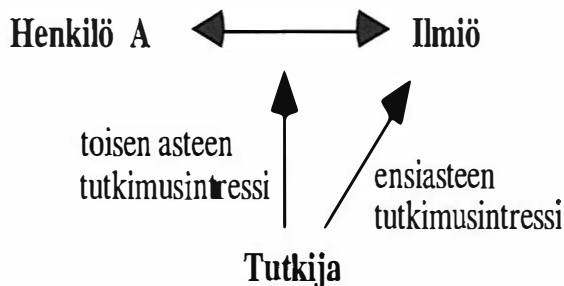 Henkilö A Ilmiö
toisen asteen
tutkimusintressi
ensiasteen
tutkimusintressi
Tutkija